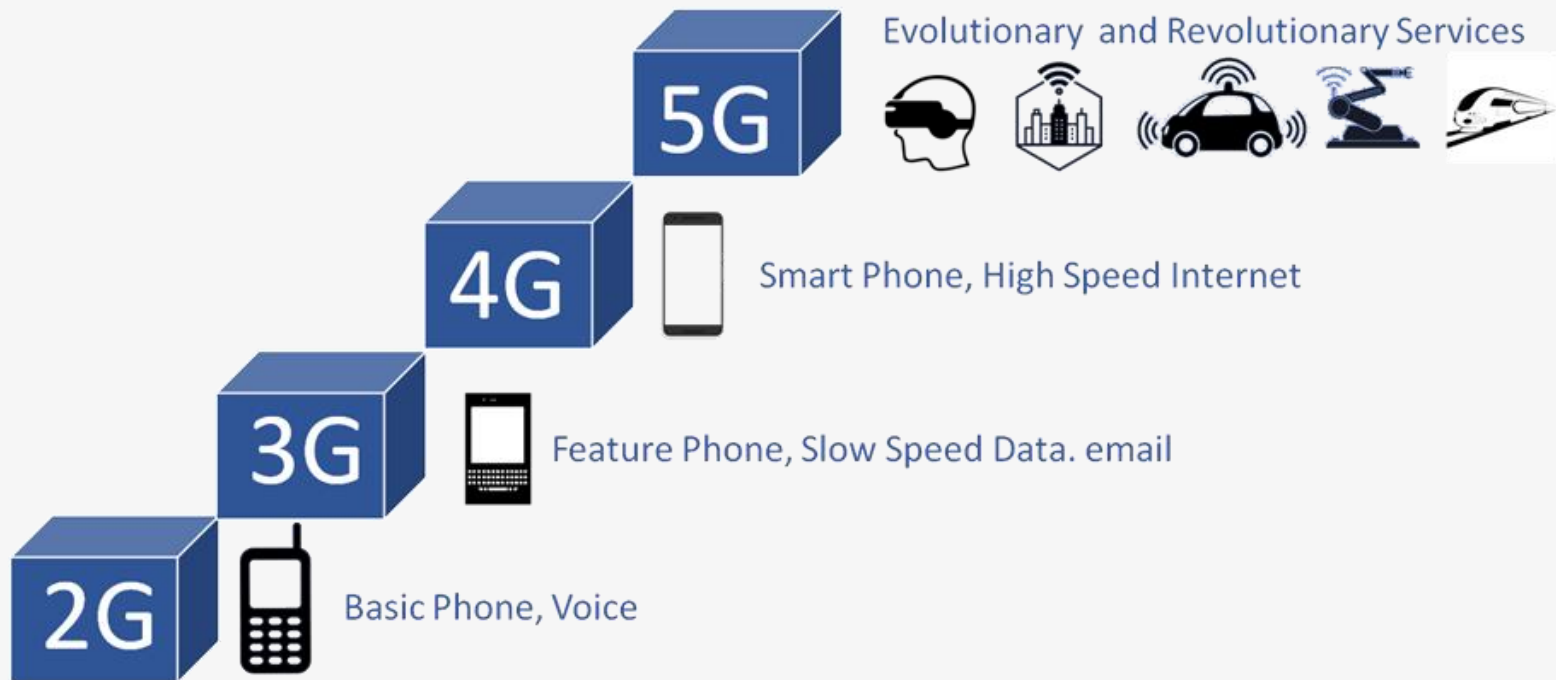 Evolutionary and Revolutionary Services
5G
4G
Smart Phone, High Speed Internet
3G
Feature Phone, Slow Speed Data. email
2G
Basic Phone, Voice